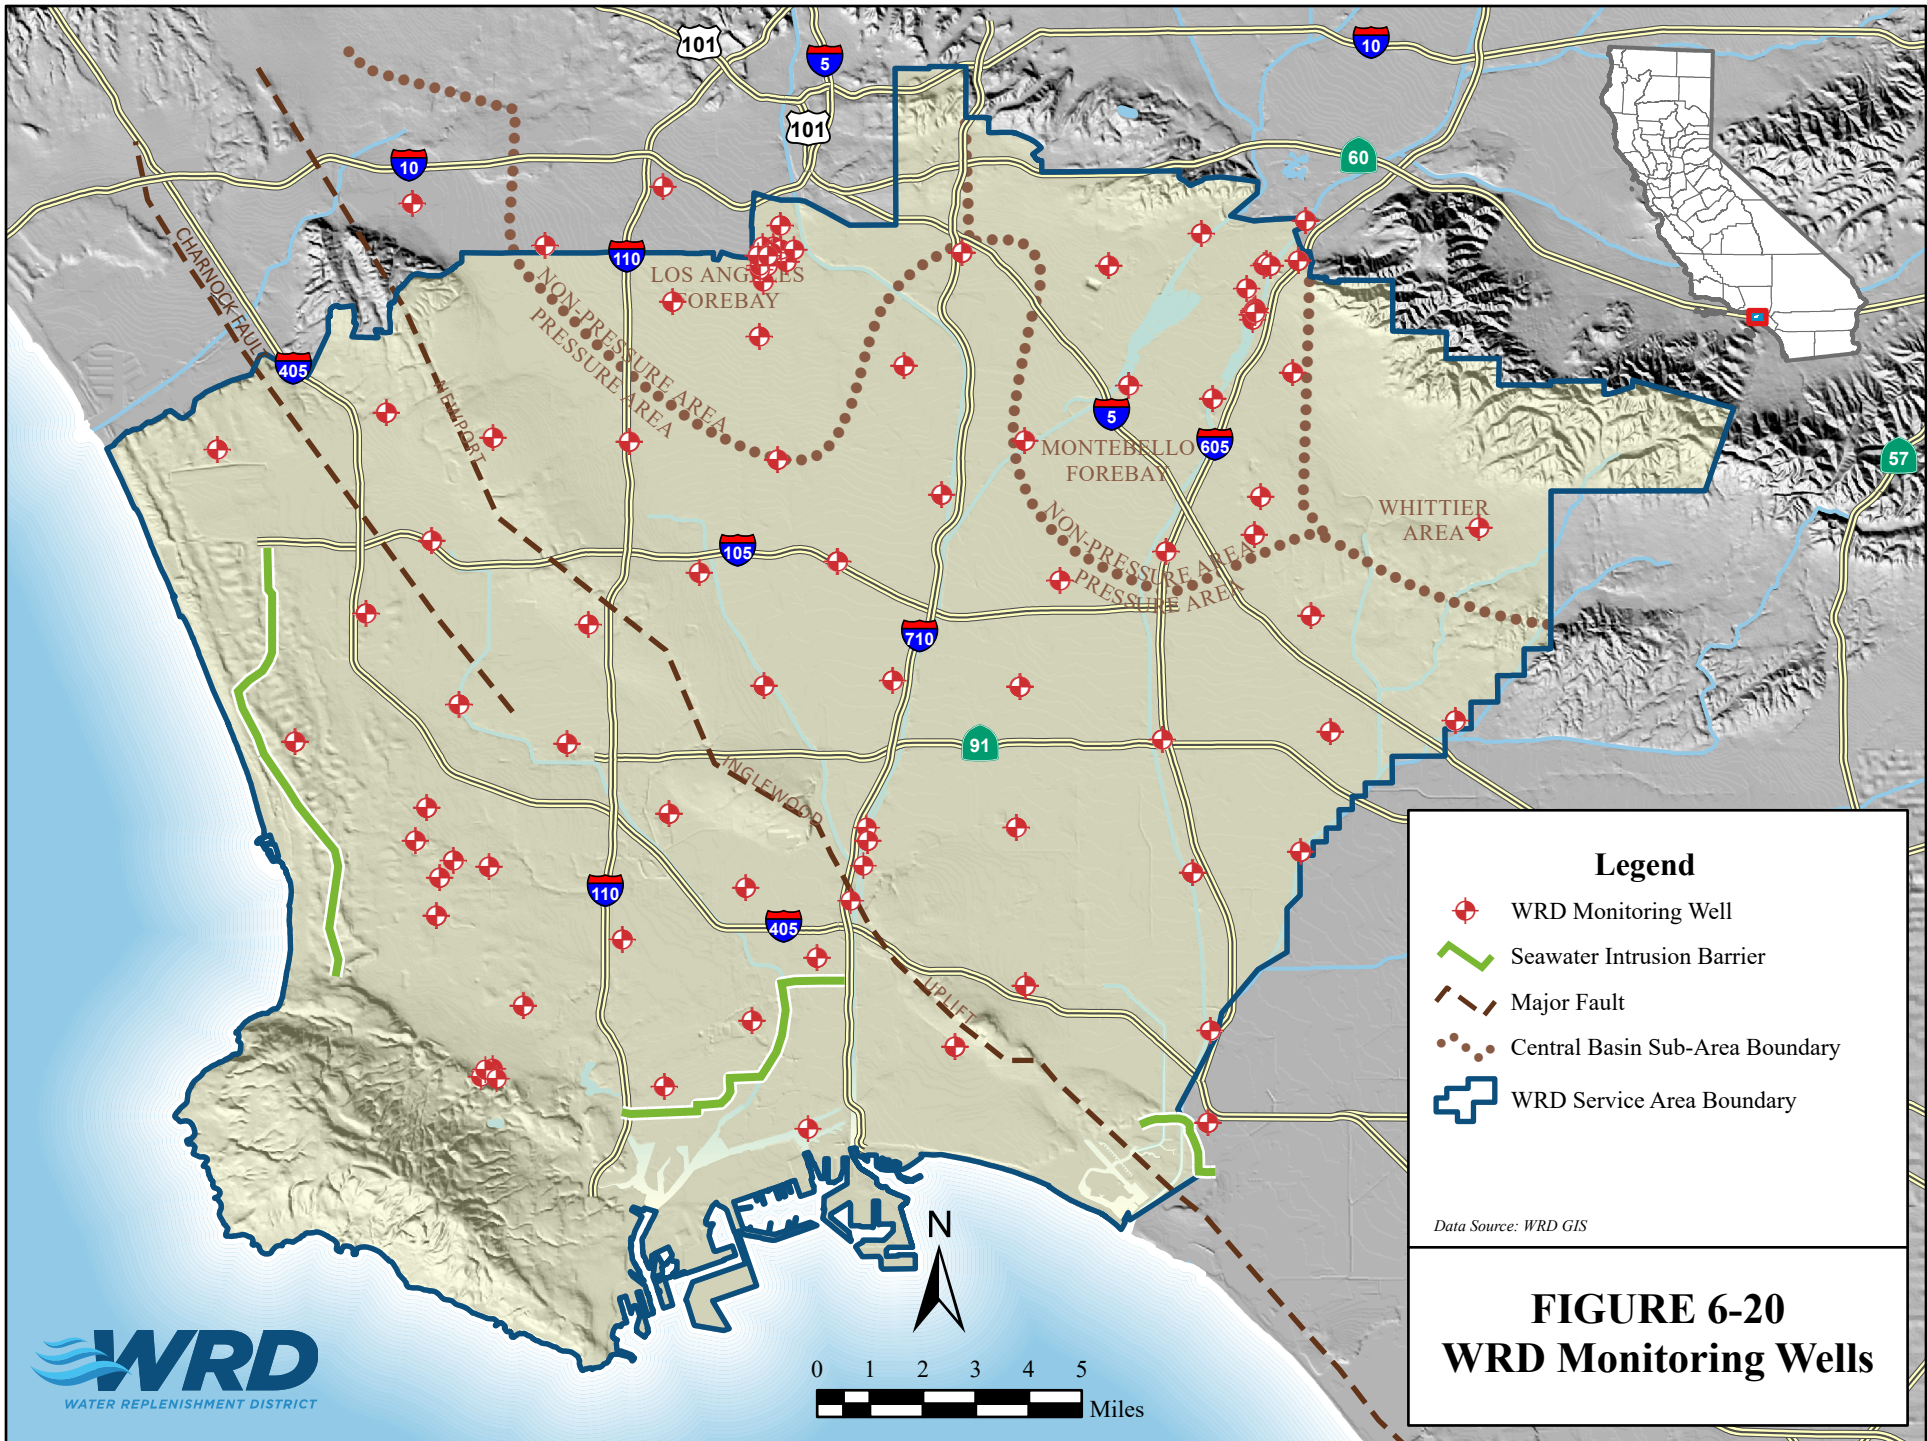 101
5
10
101
60
10
CHARNOCK FAULT
110
LOS ANGELES
FOREBAY
NON-PRESSURE AREA
PRESSURE AREA
405
NEWPORT
5
MONTEBELLO
FOREBAY
605
57
WHITTIER
AREA
NON-PRESSURE AREA
PRESSURE AREA
105
710
91
INGLEWOOD
110
405
UPLIFT
Legend
WRD Monitoring Well
Seawater Intrusion Barrier
Major Fault
Central Basin Sub-Area Boundary
WRD Service Area Boundary
Data Source: WRD GIS
FIGURE 6-20
WRD Monitoring Wells
N
0 1 2 3 4 5
Miles
WRD
WATER REPLENISHMENT DISTRICT